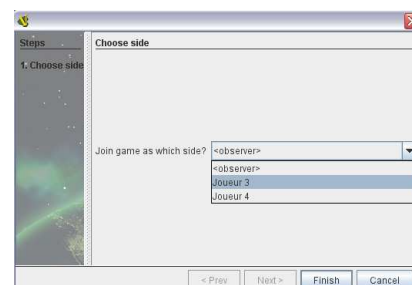 Steps
1. Choose side
Choose side
Join game as which side?
<observer>
<observer>
Joueur 3
Joueur 4
< Prev
Next >
Finish
Cancel